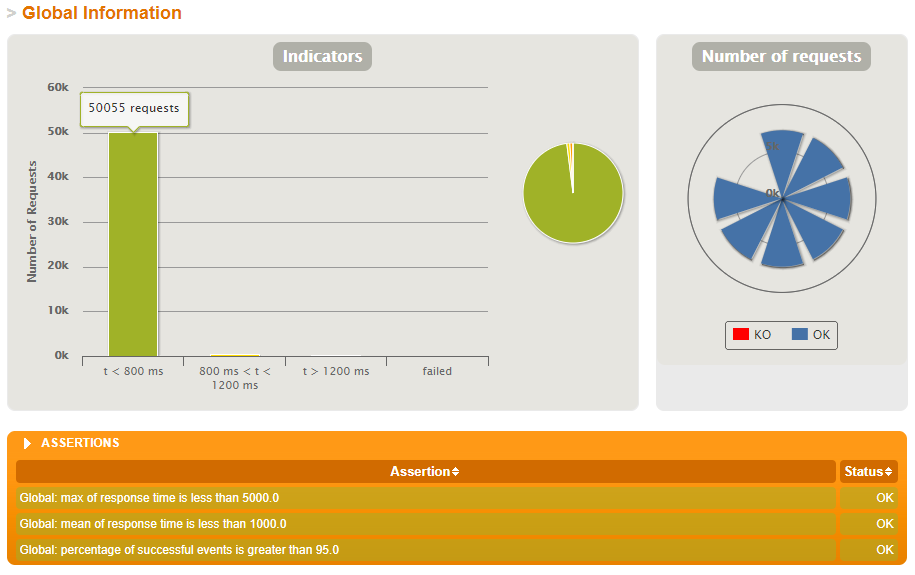 > Global Information
Indicators
60k
50055 requests
50k
40k
30k
20k
10k
0k
Number of Requests
t < 800 ms
800 ms < t <
1200 ms
t > 1200 ms
failed
Number of requests
0k
KO
OK
ASSERTIONS
Assertion
Status
Global: max of response time is less than 5000.0
OK
Global: mean of response time is less than 1000.0
OK
Global: percentage of successful events is greater than 95.0
OK